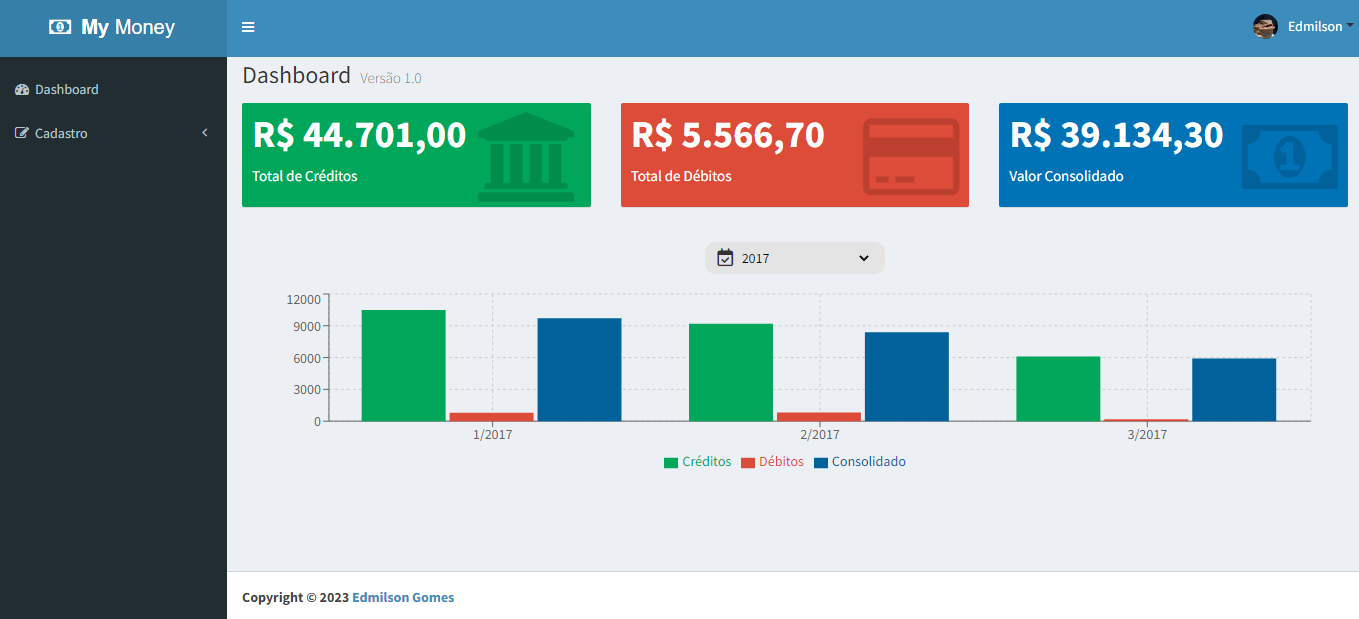 My Money
Edmilson
Dashboard
Cadastro
Dashboard Versão 1.0
R$ 44.701,00
Total de Créditos
R$ 5.566,70
Total de Débitos
R$ 39.134,30
Valor Consolidado
1
2017
12000
9000
6000
3000
0
1/2017
2/2017
3/2017
Créditos
Débitos
Consolidado
Copyright © 2023 Edmilson Gomes